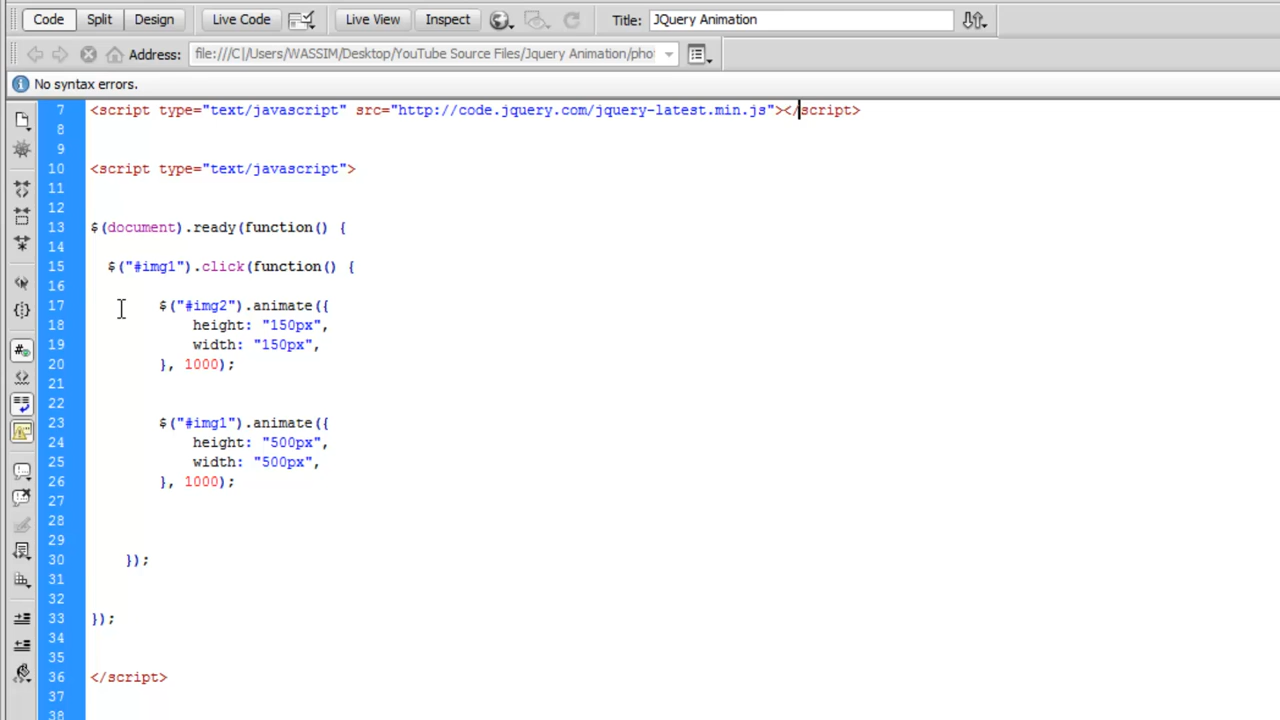 Code Split Design Live Code Live View Inspect Title: JQuery Animation
Address: file:///C|/Users/WASSIM/Desktop/YouTube Source Files/Jquery Animation/pho
No syntax errors.
7 <script type="text/javascript" src="http://code.jquery.com/jquery-latest.min.js"></script>
8
9
10 <script type="text/javascript">
11
12
13 $(document).ready(function() {
14
15 $("#img1").click(function() {
16
17 $("#img2").animate({
18 height: "150px",
19 width: "150px",
20 }, 1000);
21
22
23 $("#img1").animate({
24 height: "500px",
25 width: "500px",
26 }, 1000);
27
28
29
30 });
31
32
33 });
34
35
36 </script>
37
38